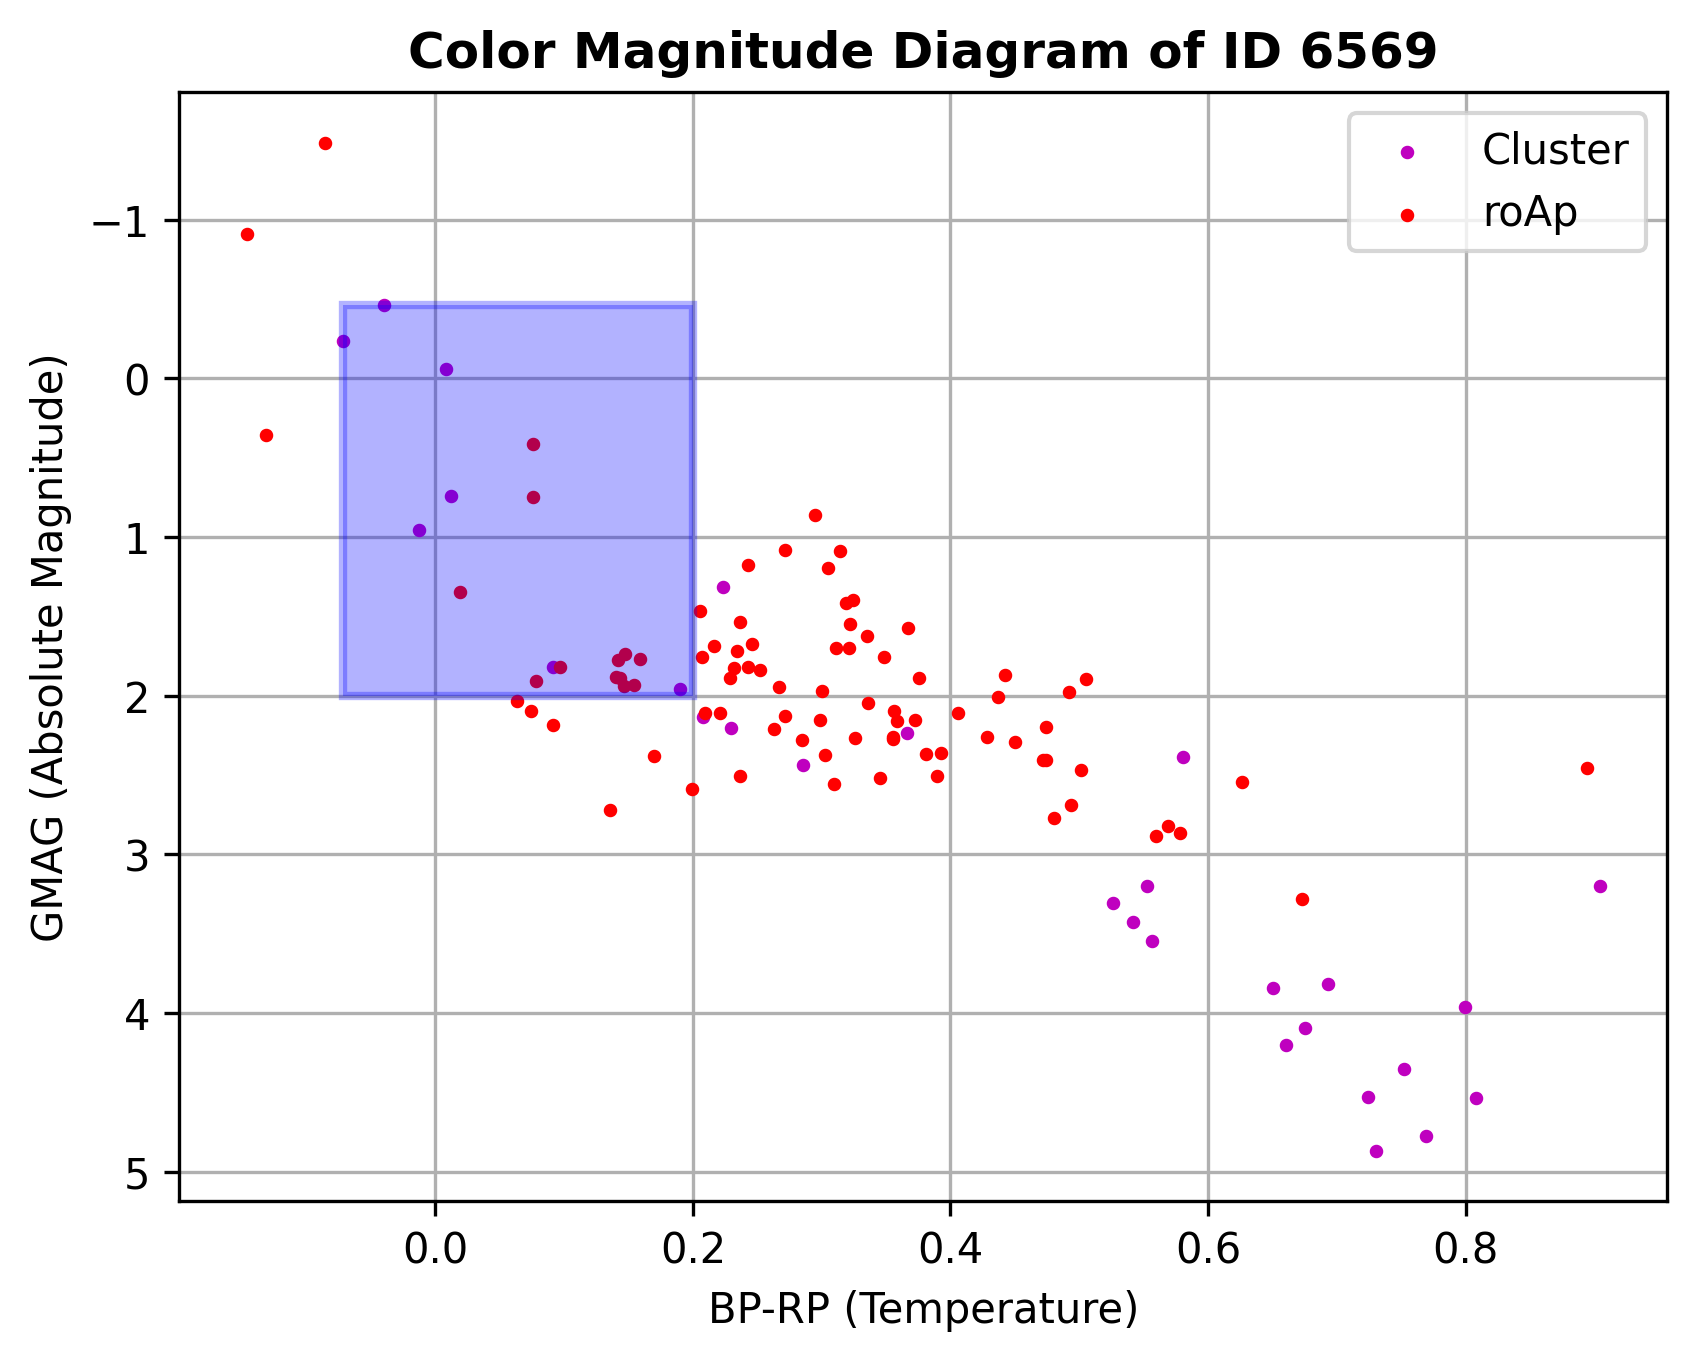 Color Magnitude Diagram of ID 6569
Cluster
roAp
GMAG (Absolute Magnitude)
−1
0
1
2
3
4
5
0.0 0.2 0.4 0.6 0.8
BP-RP (Temperature)